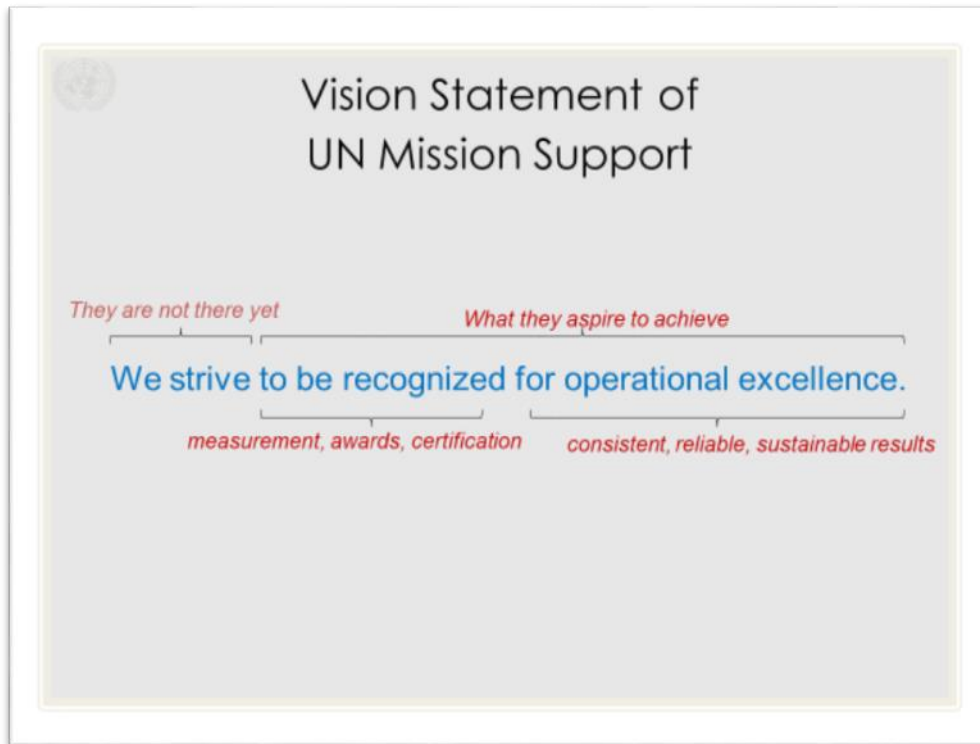 Vision Statement of
UN Mission Support
They are not there yet
What they aspire to achieve
We strive to be recognized for operational excellence.
measurement, awards, certification
consistent, reliable, sustainable results